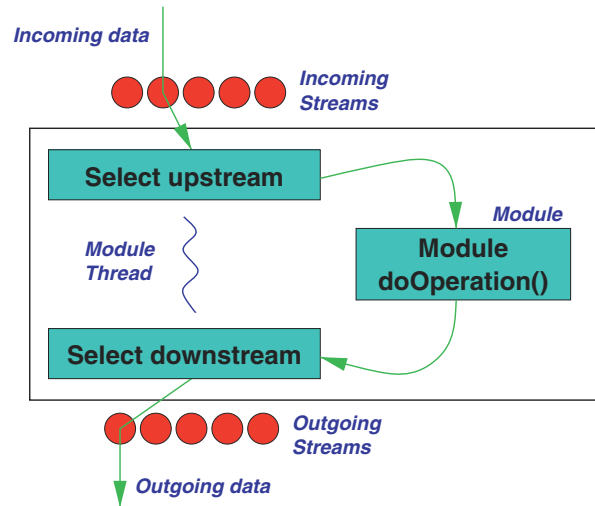 Incoming data
Incoming
Streams
Select upstream
Module
Module
Thread
Module
doOperation()
Select downstream
Outgoing
Streams
Outgoing data